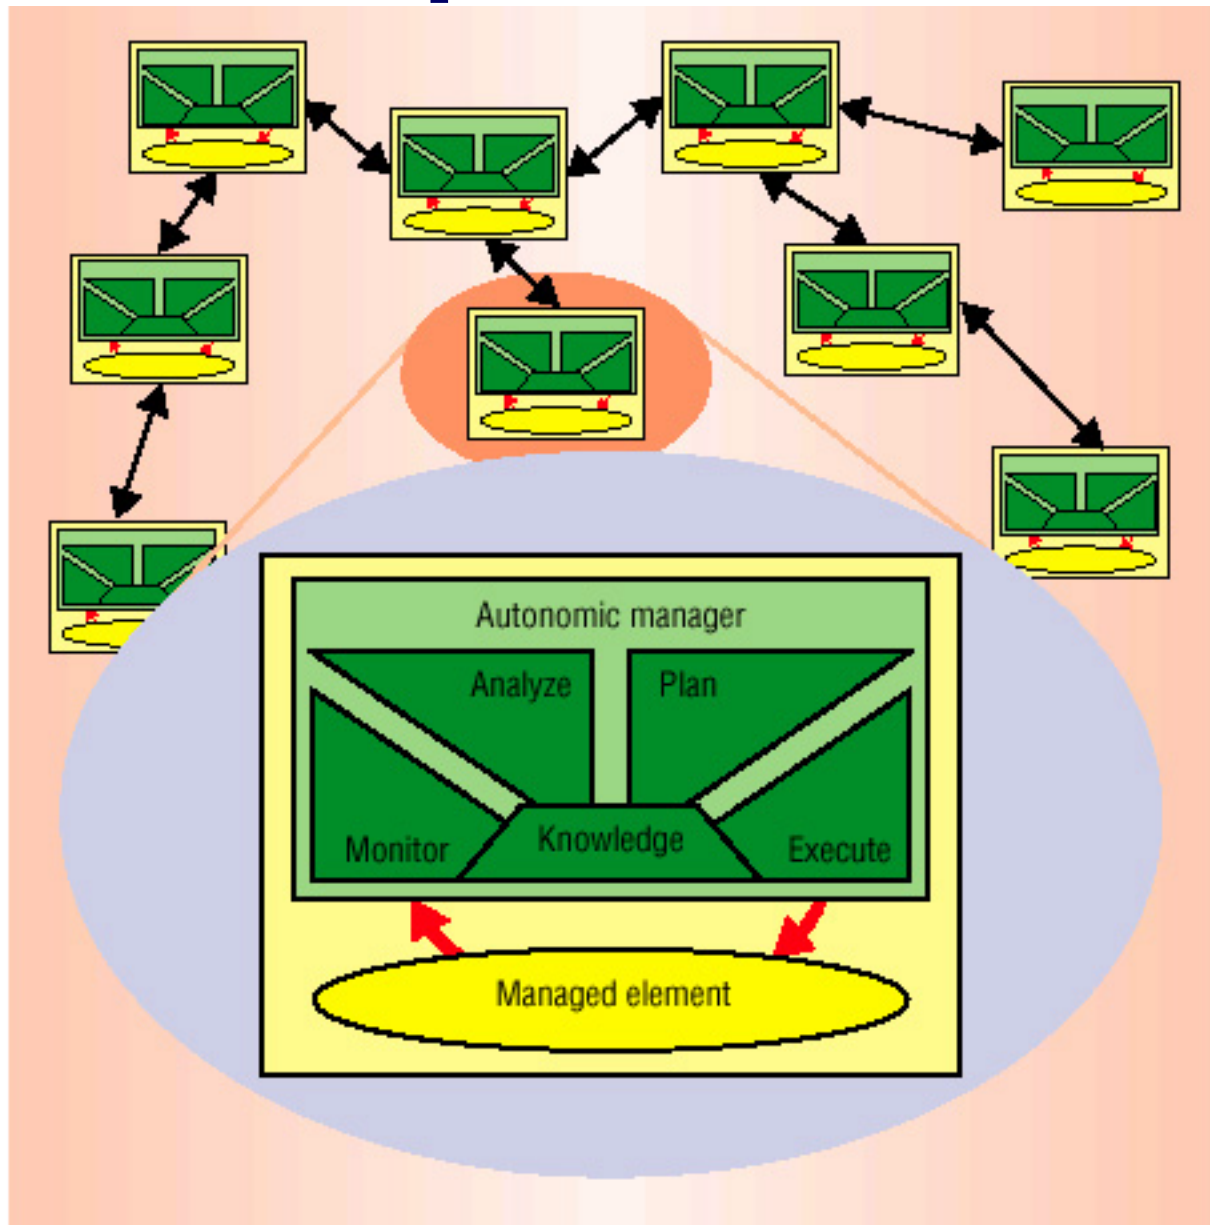 Autonomic manager
Analyze
Plan
Monitor
Knowledge
Execute
Managed element